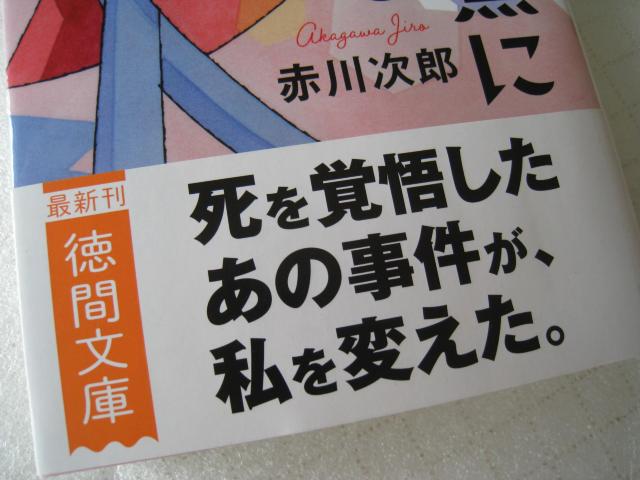 に
Akagawa Jiro
赤川次郎
最新刊
徳間文庫
死を覚悟した
あの事件が、
私を変えた。